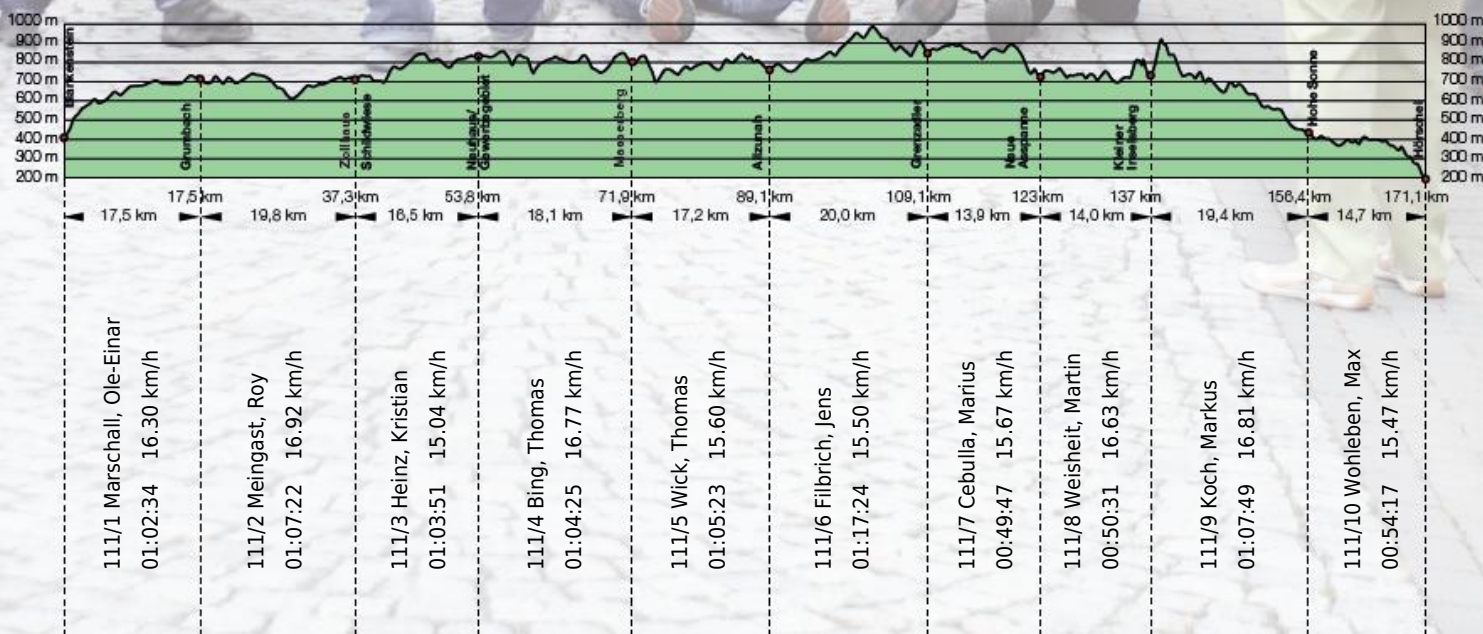 1000 m
900 m
800 m
700 m
600 m
500 m
400 m
300 m
200 m
1000 m
900 m
800 m
700 m
600 m
500 m
400 m
300 m
200 m
Blankenstein
Grumbach
Zollhaus
Schildwiese
Neuhaus/
Gewerbegebiet
Masserberg
Allzunah
Grenzadler
Neue
Ausspanne
Kleiner
Inselsberg
Hohe Sonne
Hörschel
17,5 km
37,3 km
53,8 km
71,9 km
89,1 km
109,1 km
123 km
137 km
156,4 km
171,1 km
17,5 km
19,8 km
16,5 km
18,1 km
17,2 km
20,0 km
13,9 km
14,0 km
19,4 km
14,7 km
111/1 Marschall, Ole-Einar
01:02:34 16.30 km/h
111/2 Meingast, Roy
01:07:22 16.92 km/h
111/3 Heinz, Kristian
01:03:51 15.04 km/h
111/4 Bing, Thomas
01:04:25 16.77 km/h
111/5 Wick, Thomas
01:05:23 15.60 km/h
111/6 Filbrich, Jens
01:17:24 15.50 km/h
111/7 Cebulla, Marius
00:49:47 15.67 km/h
111/8 Weisheit, Martin
00:50:31 16.63 km/h
111/9 Koch, Markus
01:07:49 16.81 km/h
111/10 Wohleben, Max
00:54:17 15.47 km/h